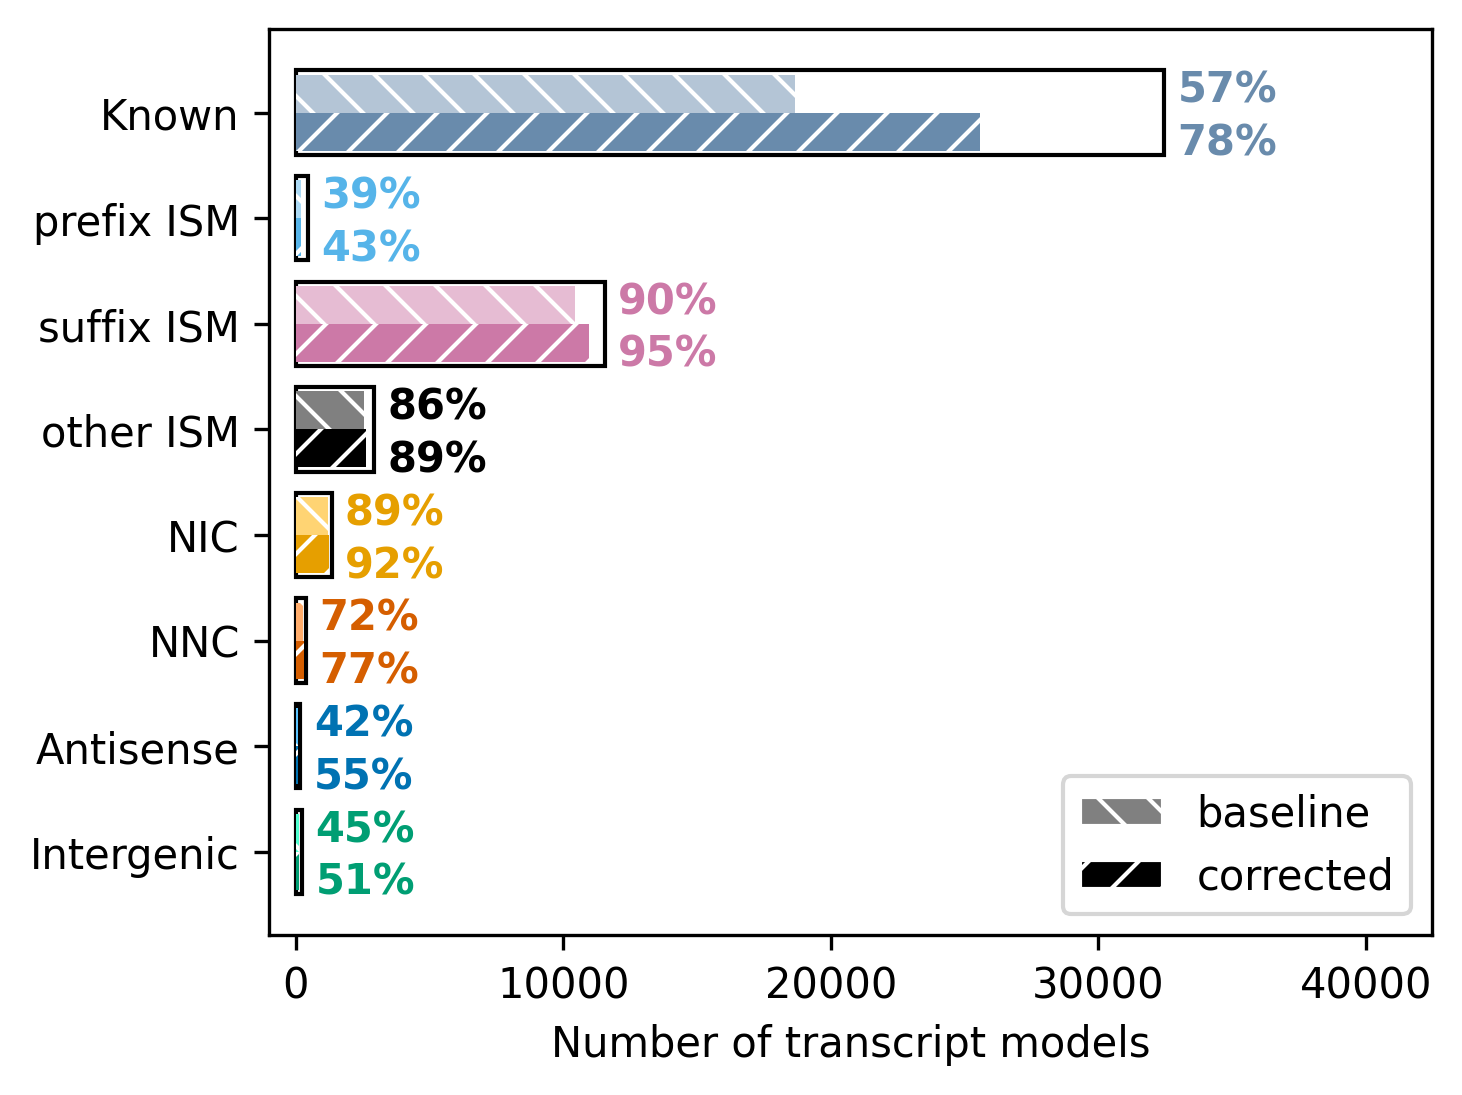 Known
57%
78%
prefix ISM
39%
43%
suffix ISM
90%
95%
other ISM
86%
89%
NIC
89%
92%
NNC
72%
77%
Antisense
42%
55%
Intergenic
45%
51%
baseline
corrected
0 10000 20000 30000 40000
Number of transcript models